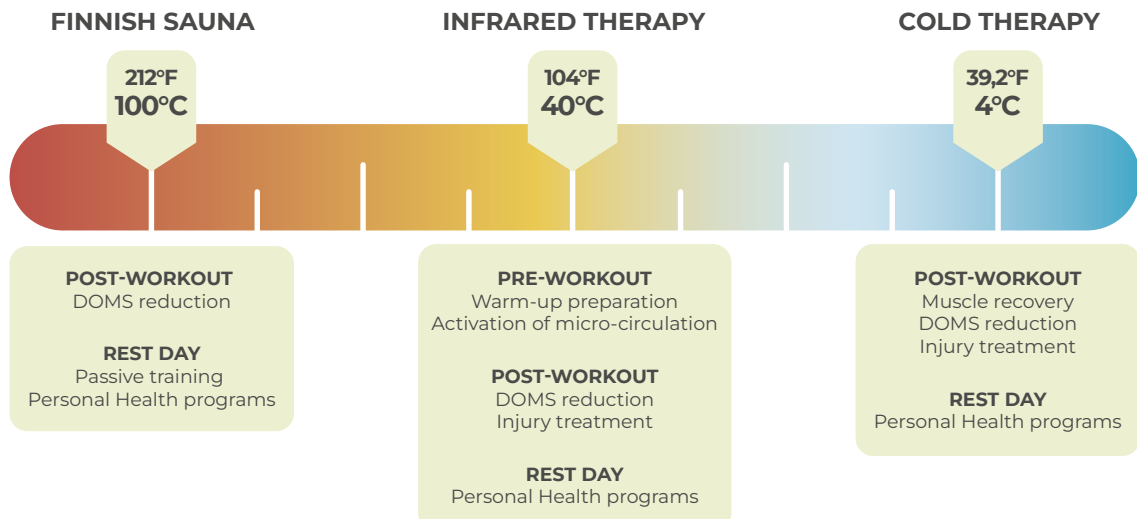 FINNISH SAUNA
212°F
100°C
POST-WORKOUT
DOMS reduction
REST DAY
Passive training
Personal Health programs
INFRARED THERAPY
104°F
40°C
PRE-WORKOUT
Warm-up preparation
Activation of micro-circulation
POST-WORKOUT
DOMS reduction
Injury treatment
REST DAY
Personal Health programs
COLD THERAPY
39,2°F
4°C
POST-WORKOUT
Muscle recovery
DOMS reduction
Injury treatment
REST DAY
Personal Health programs